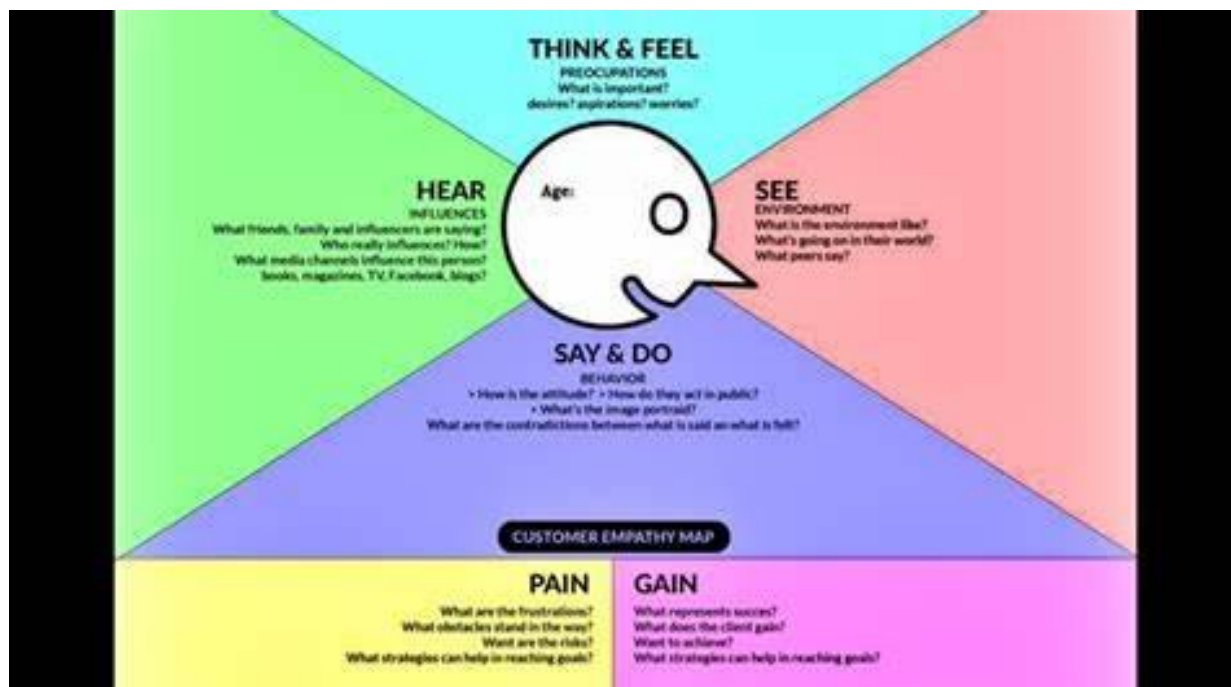 THINK & FEEL
PREOCUPATIONS
What is important?
desires? aspirations? worries?
HEAR
INFLUENCES
What friends, family and influencers are saying?
Who really influences? How?
What media channels influence this person?
books, magazines, TV, Facebook, blogs?
Age:
SEE
ENVIRONMENT
What is the environment like?
What's going on in their world?
What peers say?
SAY & DO
BEHAVIOR
• How is the attitude? • How do they act in public?
• What's the image portraid?
What are the contradictions between what is said an what is felt?
CUSTOMER EMPATHY MAP
PAIN
What are the frustrations?
What obstacles stand in the way?
Want are the risks?
What strategies can help in reaching goals?
GAIN
What represents succes?
What does the client gain?
Want to achieve?
What strategies can help in reaching goals?